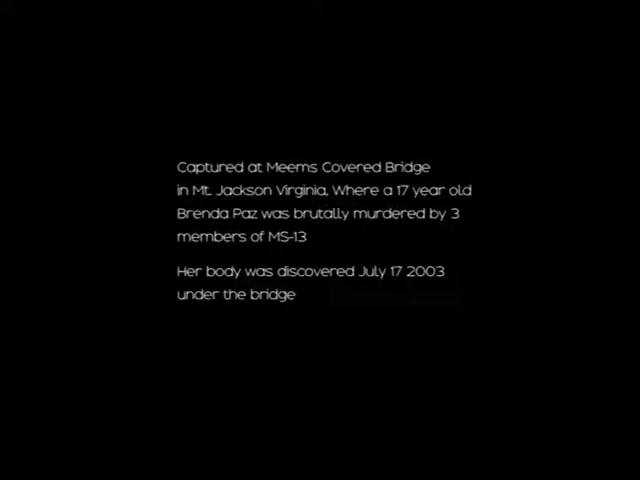 Captured at Meems Covered Bridge
in Mt. Jackson Virginia, Where a 17 year old
Brenda Paz was brutally murdered by 3
members of MS-13
Her body was discovered July 17 2003
under the bridge